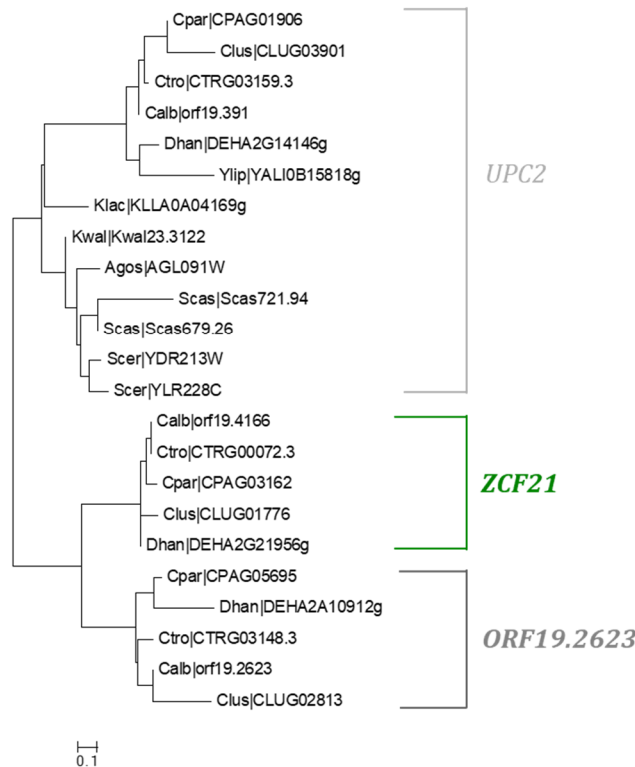 Cpar|CPAG01906
Clus|CLUG03901
Ctro|CTRG03159.3
Calb|orf19.391
Dhan|DEHA2G14146g
Ylip|YALI0B15818g
Klac|KLLA0A04169g
Kwal|Kwal23.3122
Agos|AGL091W
Scas|Scas721.94
Scas|Scas679.26
Scer|YDR213W
Scer|YLR228C
UPC2
Calb|orf19.4166
Ctro|CTRG00072.3
Cpar|CPAG03162
Clus|CLUG01776
Dhan|DEHA2G21956g
ZCF21
Cpar|CPAG05695
Dhan|DEHA2A10912g
Ctro|CTRG03148.3
Calb|orf19.2623
Clus|CLUG02813
ORF19.2623
0.1